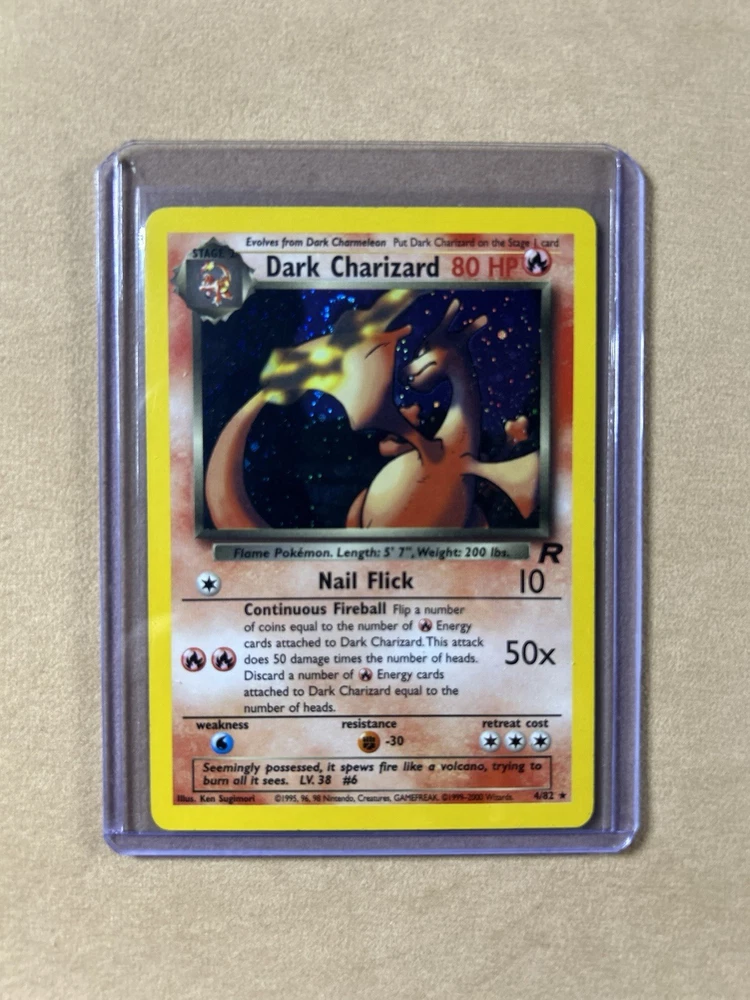 Evolves from Dark Charmeleon Put Dark Charizard on the Stage 1 card
STAGE 2
Dark Charizard 80 HP
Flame Pokémon. Length: 5' 7", Weight: 200 lbs.
R
Nail Flick 10
Continuous Fireball Flip a number
of coins equal to the number of Energy
cards attached to Dark Charizard. This attack
does 50 damage times the number of heads. 50x
Discard a number of Energy cards
attached to Dark Charizard equal to the
number of heads.
weakness resistance retreat cost
-30
Seemingly possessed, it spews fire like a volcano, trying to
burn all it sees. LV. 38 #6
Illus. Ken Sugimori ©1995, 96, 98 Nintendo, Creatures, GAMEFREAK. ©1999-2000 Wizards. 4/82 ★